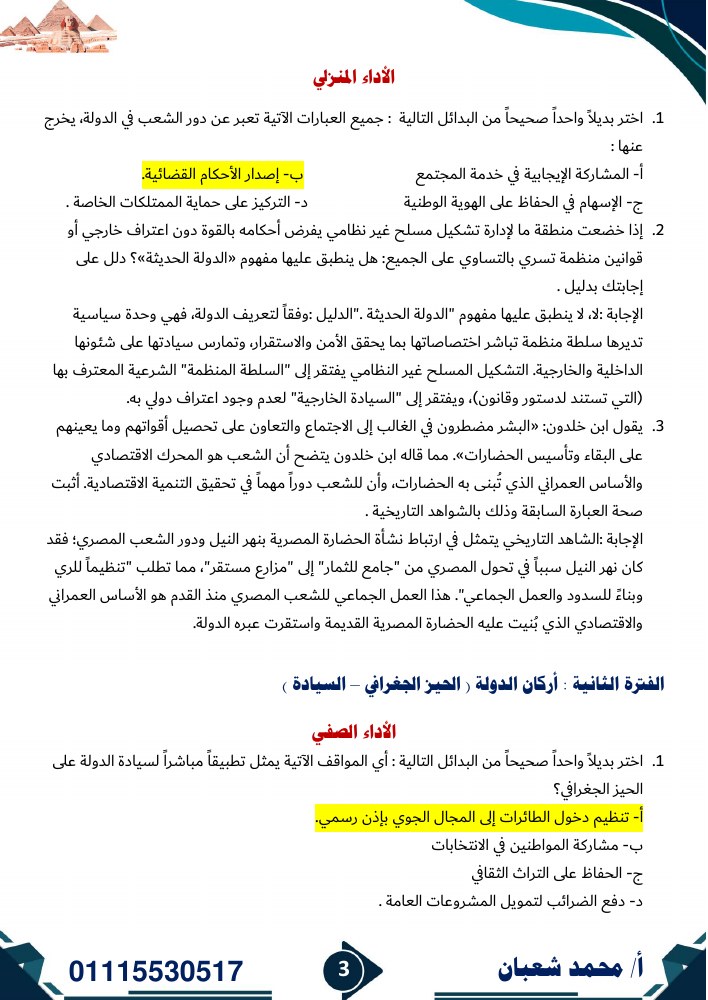 الأداء المنزلي
1. اختر بديلاً واحداً صحيحاً من البدائل التالية : جميع العبارات الآتية تعبر عن دور الشعب في الدولة، يخرج
عنها :
أ- المشاركة الإيجابية في خدمة المجتمع ب- إصدار الأحكام القضائية.
ج- الإسهام في الحفاظ على الهوية الوطنية د- التركيز على حماية الممتلكات الخاصة .
2. إذا خضعت منطقة ما لإدارة تشكيل مسلح غير نظامي يفرض أحكامه بالقوة دون اعتراف خارجي أو
قوانين منظمة تسري بالتساوي على الجميع: هل ينطبق عليها مفهوم «الدولة الحديثة»؟ دلل على
إجابتك بدليل .
الإجابة :لا، لا ينطبق عليها مفهوم "الدولة الحديثة ."الدليل :وفقاً لتعريف الدولة، فهي وحدة سياسية
تديرها سلطة منظمة تباشر اختصاصاتها بما يحقق الأمن والاستقرار، وتمارس سيادتها على شئونها
الداخلية والخارجية. التشكيل المسلح غير النظامي يفتقر إلى "السلطة المنظمة" الشرعية المعترف بها
(التي تستند لدستور وقانون)، ويفتقر إلى "السيادة الخارجية" لعدم وجود اعتراف دولي به.
3. يقول ابن خلدون: «البشر مضطرون في الغالب إلى الاجتماع والتعاون على تحصيل أقواتهم وما يعينهم
على البقاء وتأسيس الحضارات». مما قاله ابن خلدون يتضح أن الشعب هو المحرك الاقتصادي
والأساس العمراني الذي تُبنى به الحضارات، وأن للشعب دوراً مهماً في تحقيق التنمية الاقتصادية. أثبت
صحة العبارة السابقة وذلك بالشواهد التاريخية .
الإجابة :الشاهد التاريخي يتمثل في ارتباط نشأة الحضارة المصرية بنهر النيل ودور الشعب المصري؛ فقد
كان نهر النيل سبباً في تحول المصري من "جامع للثمار" إلى "مزارع مستقر"، مما تطلب "تنظيماً للري
وبناءً للسدود والعمل الجماعي". هذا العمل الجماعي للشعب المصري منذ القدم هو الأساس العمراني
والاقتصادي الذي بُنيت عليه الحضارة المصرية القديمة واستقرت عبره الدولة.
الفترة الثانية : أركان الدولة ( الحيز الجغرافي – السيادة )
الأداء الصفي
1. اختر بديلاً واحداً صحيحاً من البدائل التالية : أي المواقف الآتية يمثل تطبيقاً مباشراً لسيادة الدولة على
الحيز الجغرافي؟
أ- تنظيم دخول الطائرات إلى المجال الجوي بإذن رسمي.
ب- مشاركة المواطنين في الانتخابات
ج- الحفاظ على التراث الثقافي
د- دفع الضرائب لتمويل المشروعات العامة .
أ/ محمد شعبان 3 01115530517